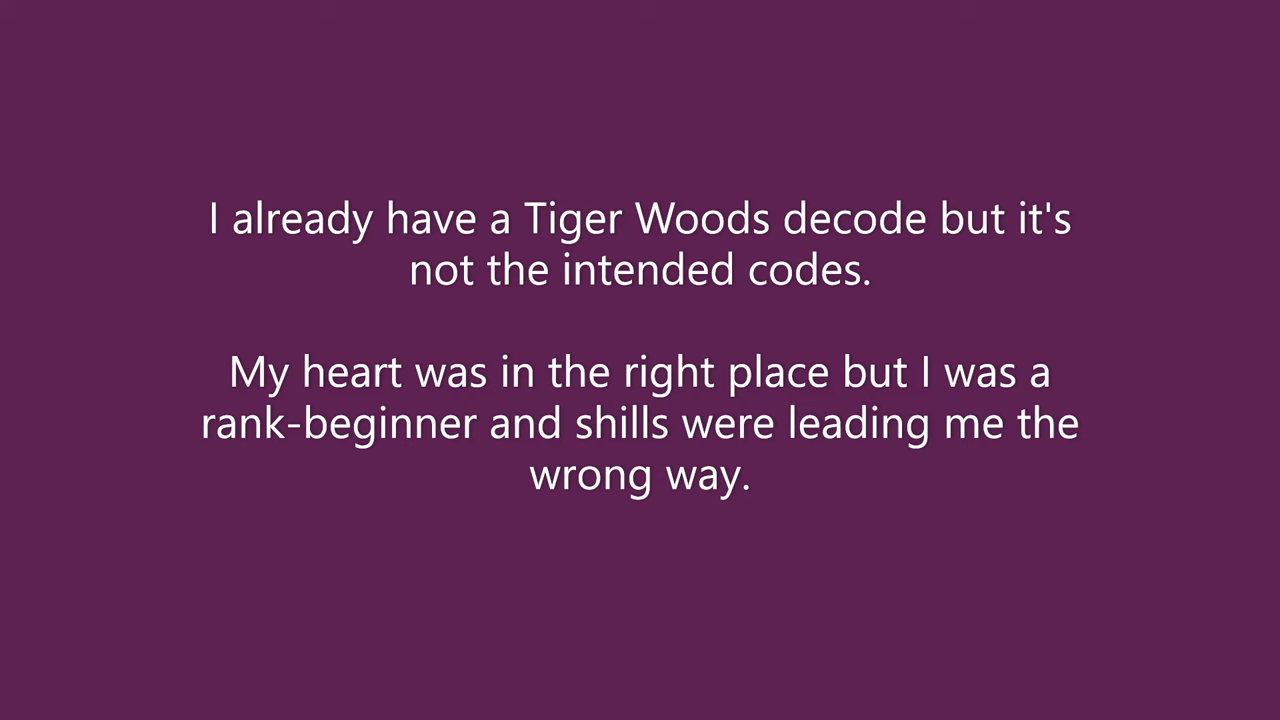 I already have a Tiger Woods decode but it's
not the intended codes.
My heart was in the right place but I was a
rank-beginner and shills were leading me the
wrong way.